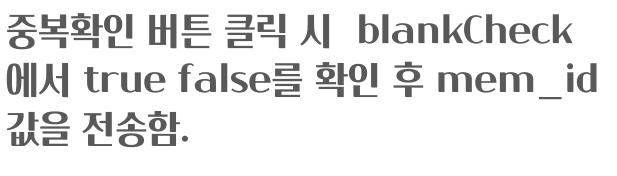 중복확인 버튼 클릭 시  blankCheck
에서 true false를 확인 후 mem_id
값을 전송함.